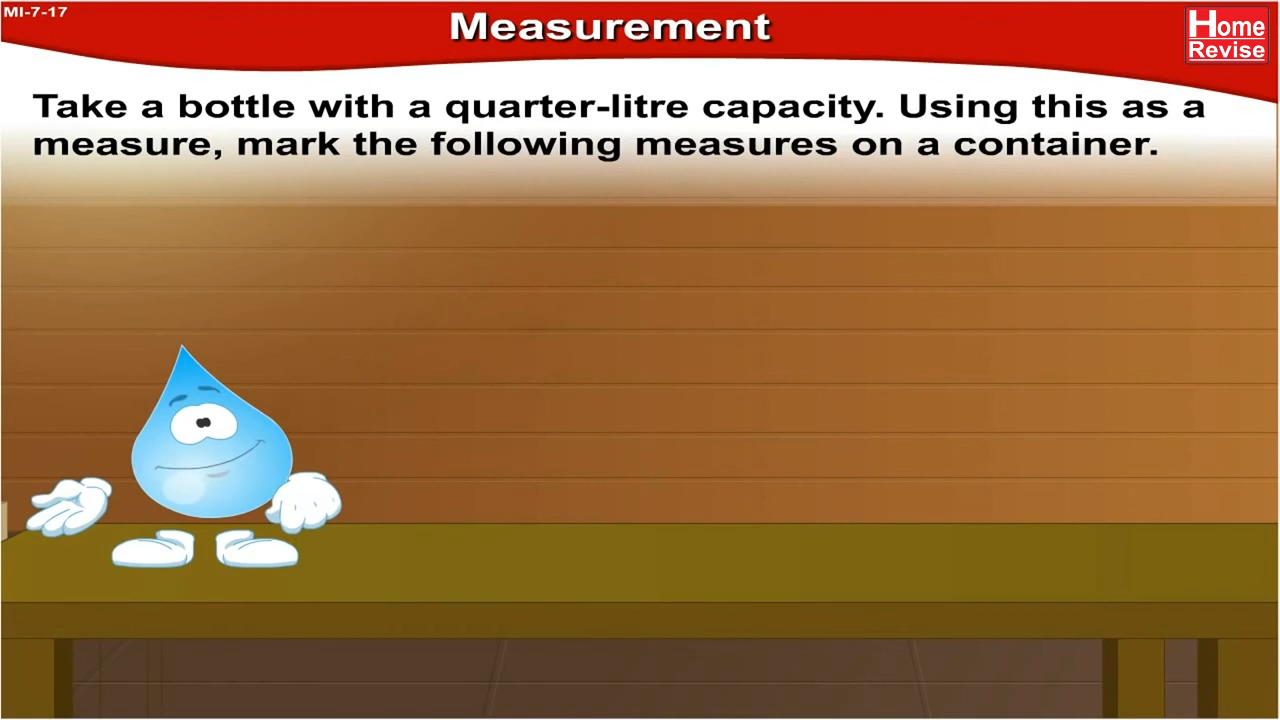 MI-7-17
Measurement
Home
Revise
Take a bottle with a quarter-litre capacity. Using this as a
measure, mark the following measures on a container.